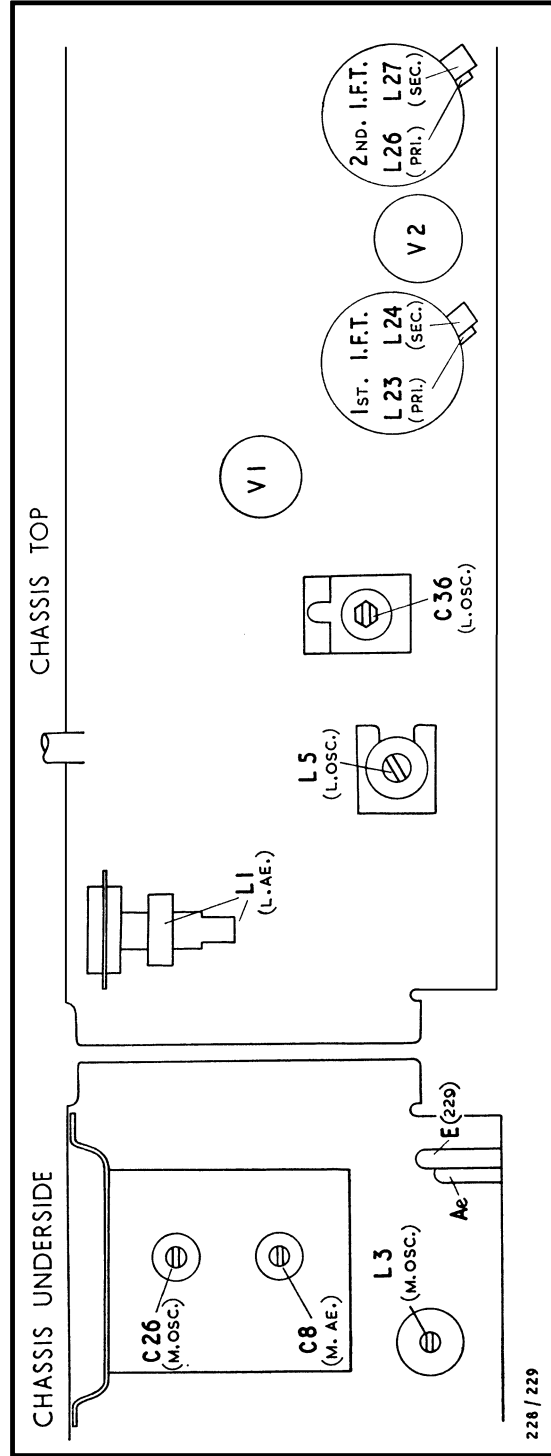 CHASSIS UNDERSIDE
C26
(M.OSC.)
C8
(M. AE.)
L3
(M.OSC.)
Ae
E (229)
228 / 229
CHASSIS TOP
L1
(L.AE.)
L5
(L.OSC.)
C36
(L.OSC.)
V1
1ST. I.F.T.
L23 L24
(PRI.) (SEC.)
V2
2ND. I.F.T.
L26 L27
(PRI.) (SEC.)